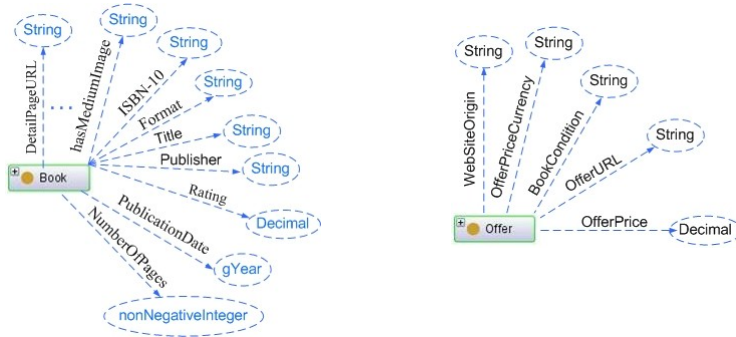 String
String
String
String
String
String
Decimal
gYear
nonNegativeInteger
DetailPageURL
...
hasMediumImage
ISBN-10
Format
Title
Publisher
Rating
PublicationDate
NumberOfPages
Book
String
String
String
String
Decimal
WebSiteOrigin
OfferPriceCurrency
BookCondition
OfferURL
OfferPrice
Offer